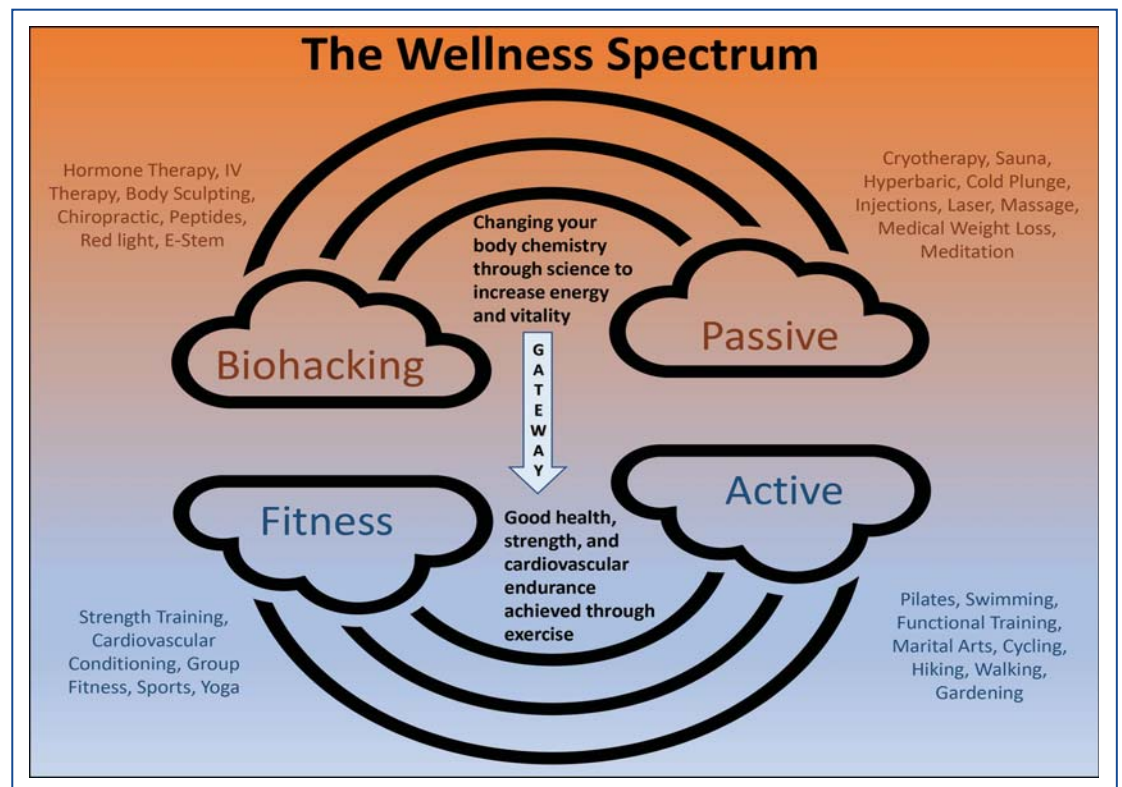 The Wellness Spectrum
Hormone Therapy, IV
Therapy, Body Sculpting,
Chiropractic, Peptides,
Red light, E-Stem
Cryotherapy, Sauna,
Hyperbaric, Cold Plunge,
Injections, Laser, Massage,
Medical Weight Loss,
Meditation
Changing your
body chemistry
through science to
increase energy
and vitality
Biohacking
Passive
G
A
T
E
W
A
Y
Fitness
Active
Good health,
strength, and
cardiovascular
endurance
achieved through
exercise
Strength Training,
Cardiovascular
Conditioning, Group
Fitness, Sports, Yoga
Pilates, Swimming,
Functional Training,
Marital Arts, Cycling,
Hiking, Walking,
Gardening